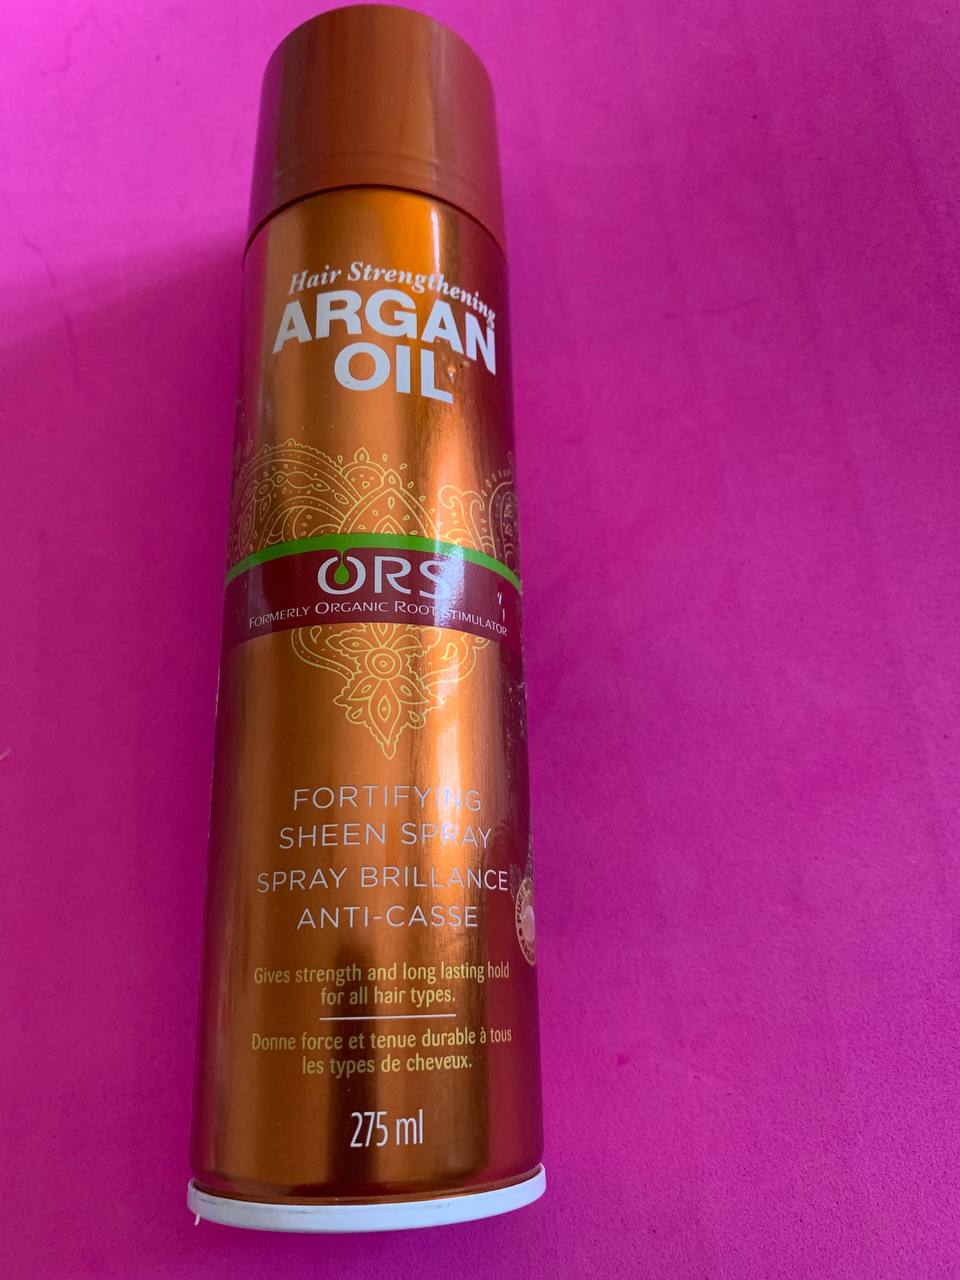 Hair Strengthening
ARGAN
OIL
ORS
FORMERLY ORGANIC ROOT STIMULATOR
FORTIFYING
SHEEN SPRAY
SPRAY BRILLANCE
ANTI-CASSE
Gives strength and long lasting hold
for all hair types.
Donne force et tenue durable à tous
les types de cheveux.
275 ml